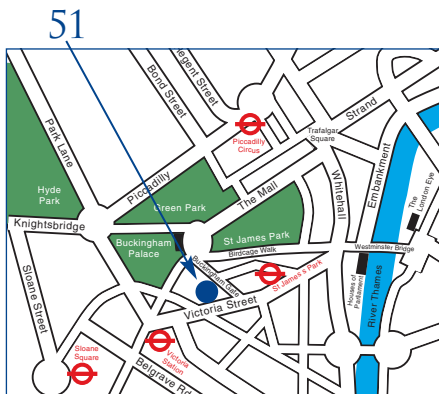 51
Regent Street
Bond Street
Park Lane
Piccadilly
Circus
Trafalgar
Square
Strand
Embankment
The
London Eye
Hyde
Park
Piccadilly
Green Park
The Mall
Whitehall
Knightsbridge
Buckingham
Palace
St James Park
Birdcage Walk
Westminster Bridge
Buckingham Gate
St James s Park
Houses of
Parliament
River Thames
Sloane Street
Victoria Street
Sloane
Square
Victoria
Station
Belgrave Rd